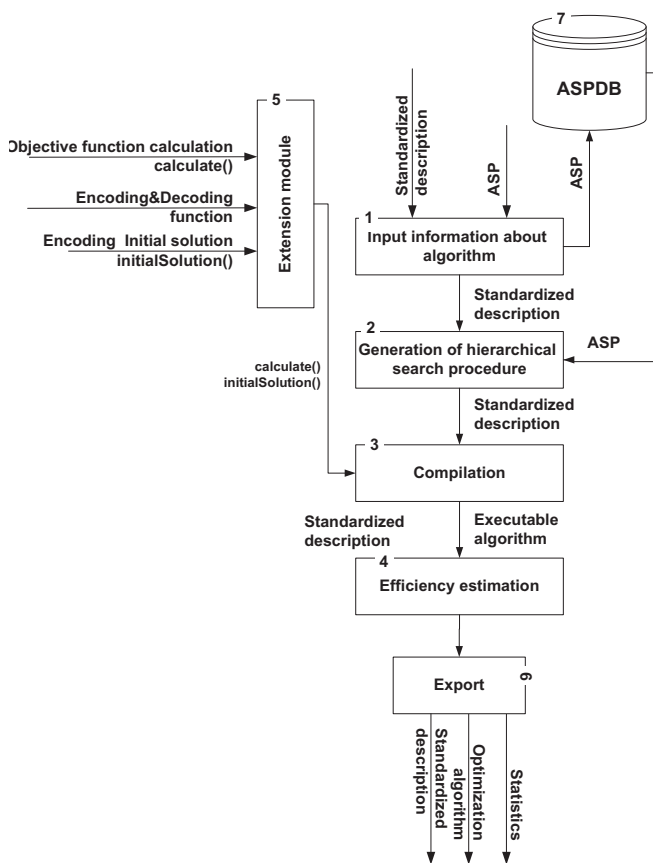 7
ASPDB
5
Extension module
Objective function calculation
calculate()
Encoding&Decoding
function
Encoding Initial solution
initialSolution()
Standardized
description
ASP
ASP
1
Input information about
algorithm
Standardized
description
2
Generation of hierarchical
search procedure
ASP
calculate()
initialSolution()
Standardized
description
3
Compilation
Standardized
description
Executable
algorithm
4
Efficiency estimation
6
Export
Standardized
description
Optimization
algorithm
Statistics